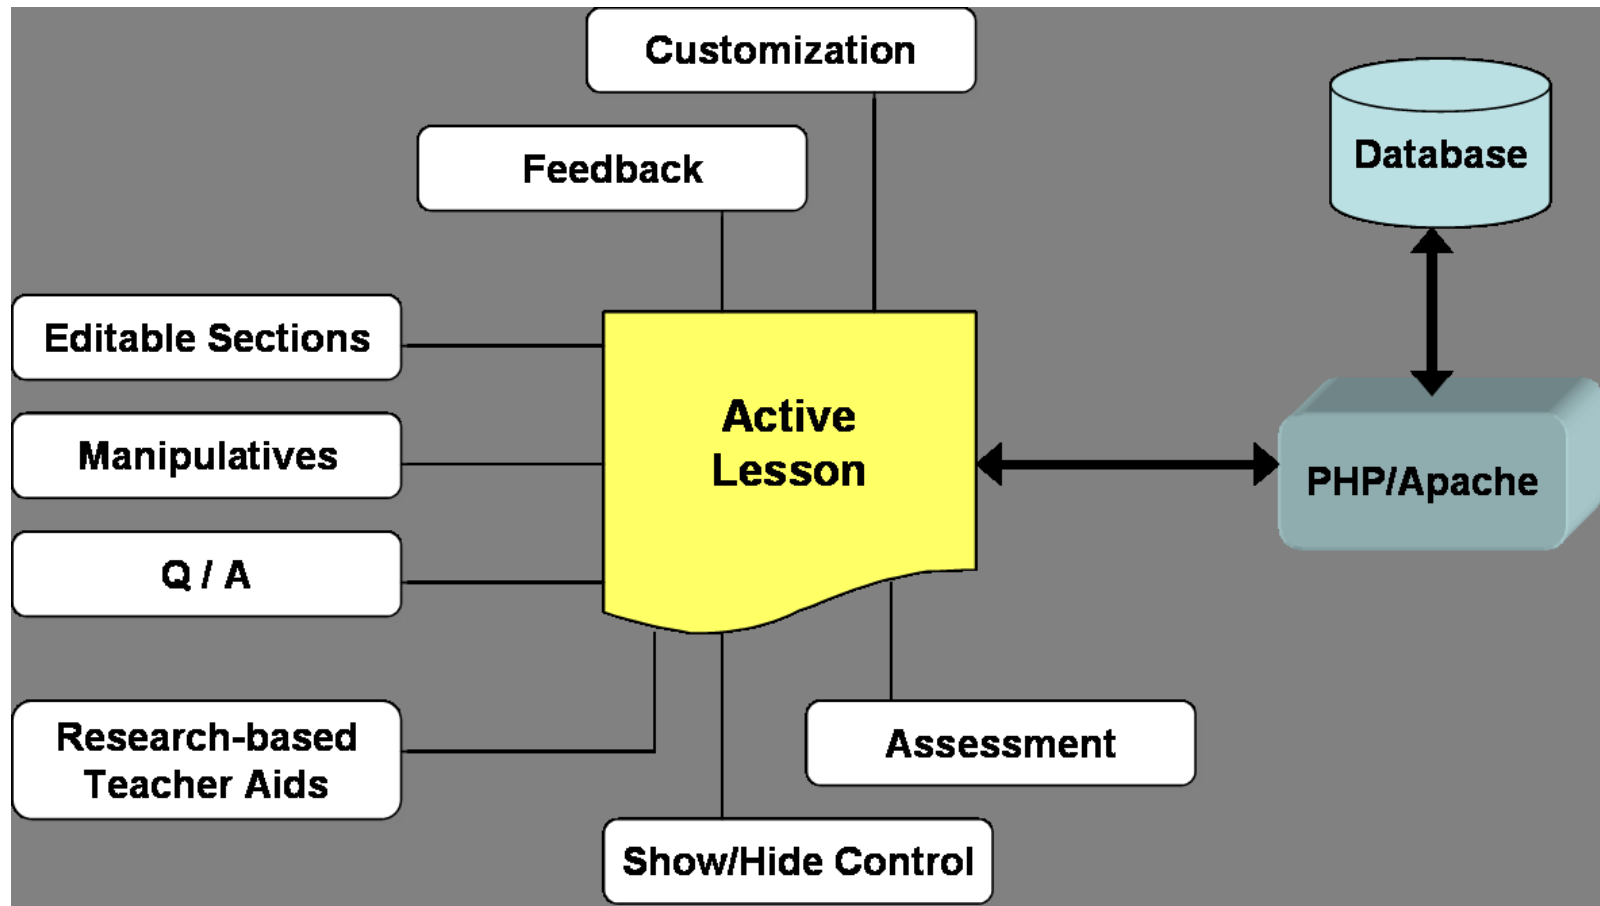 Customization
Feedback
Database
Editable Sections
Active
Lesson
Manipulatives
PHP/Apache
Q / A
Research-based
Teacher Aids
Assessment
Show/Hide Control